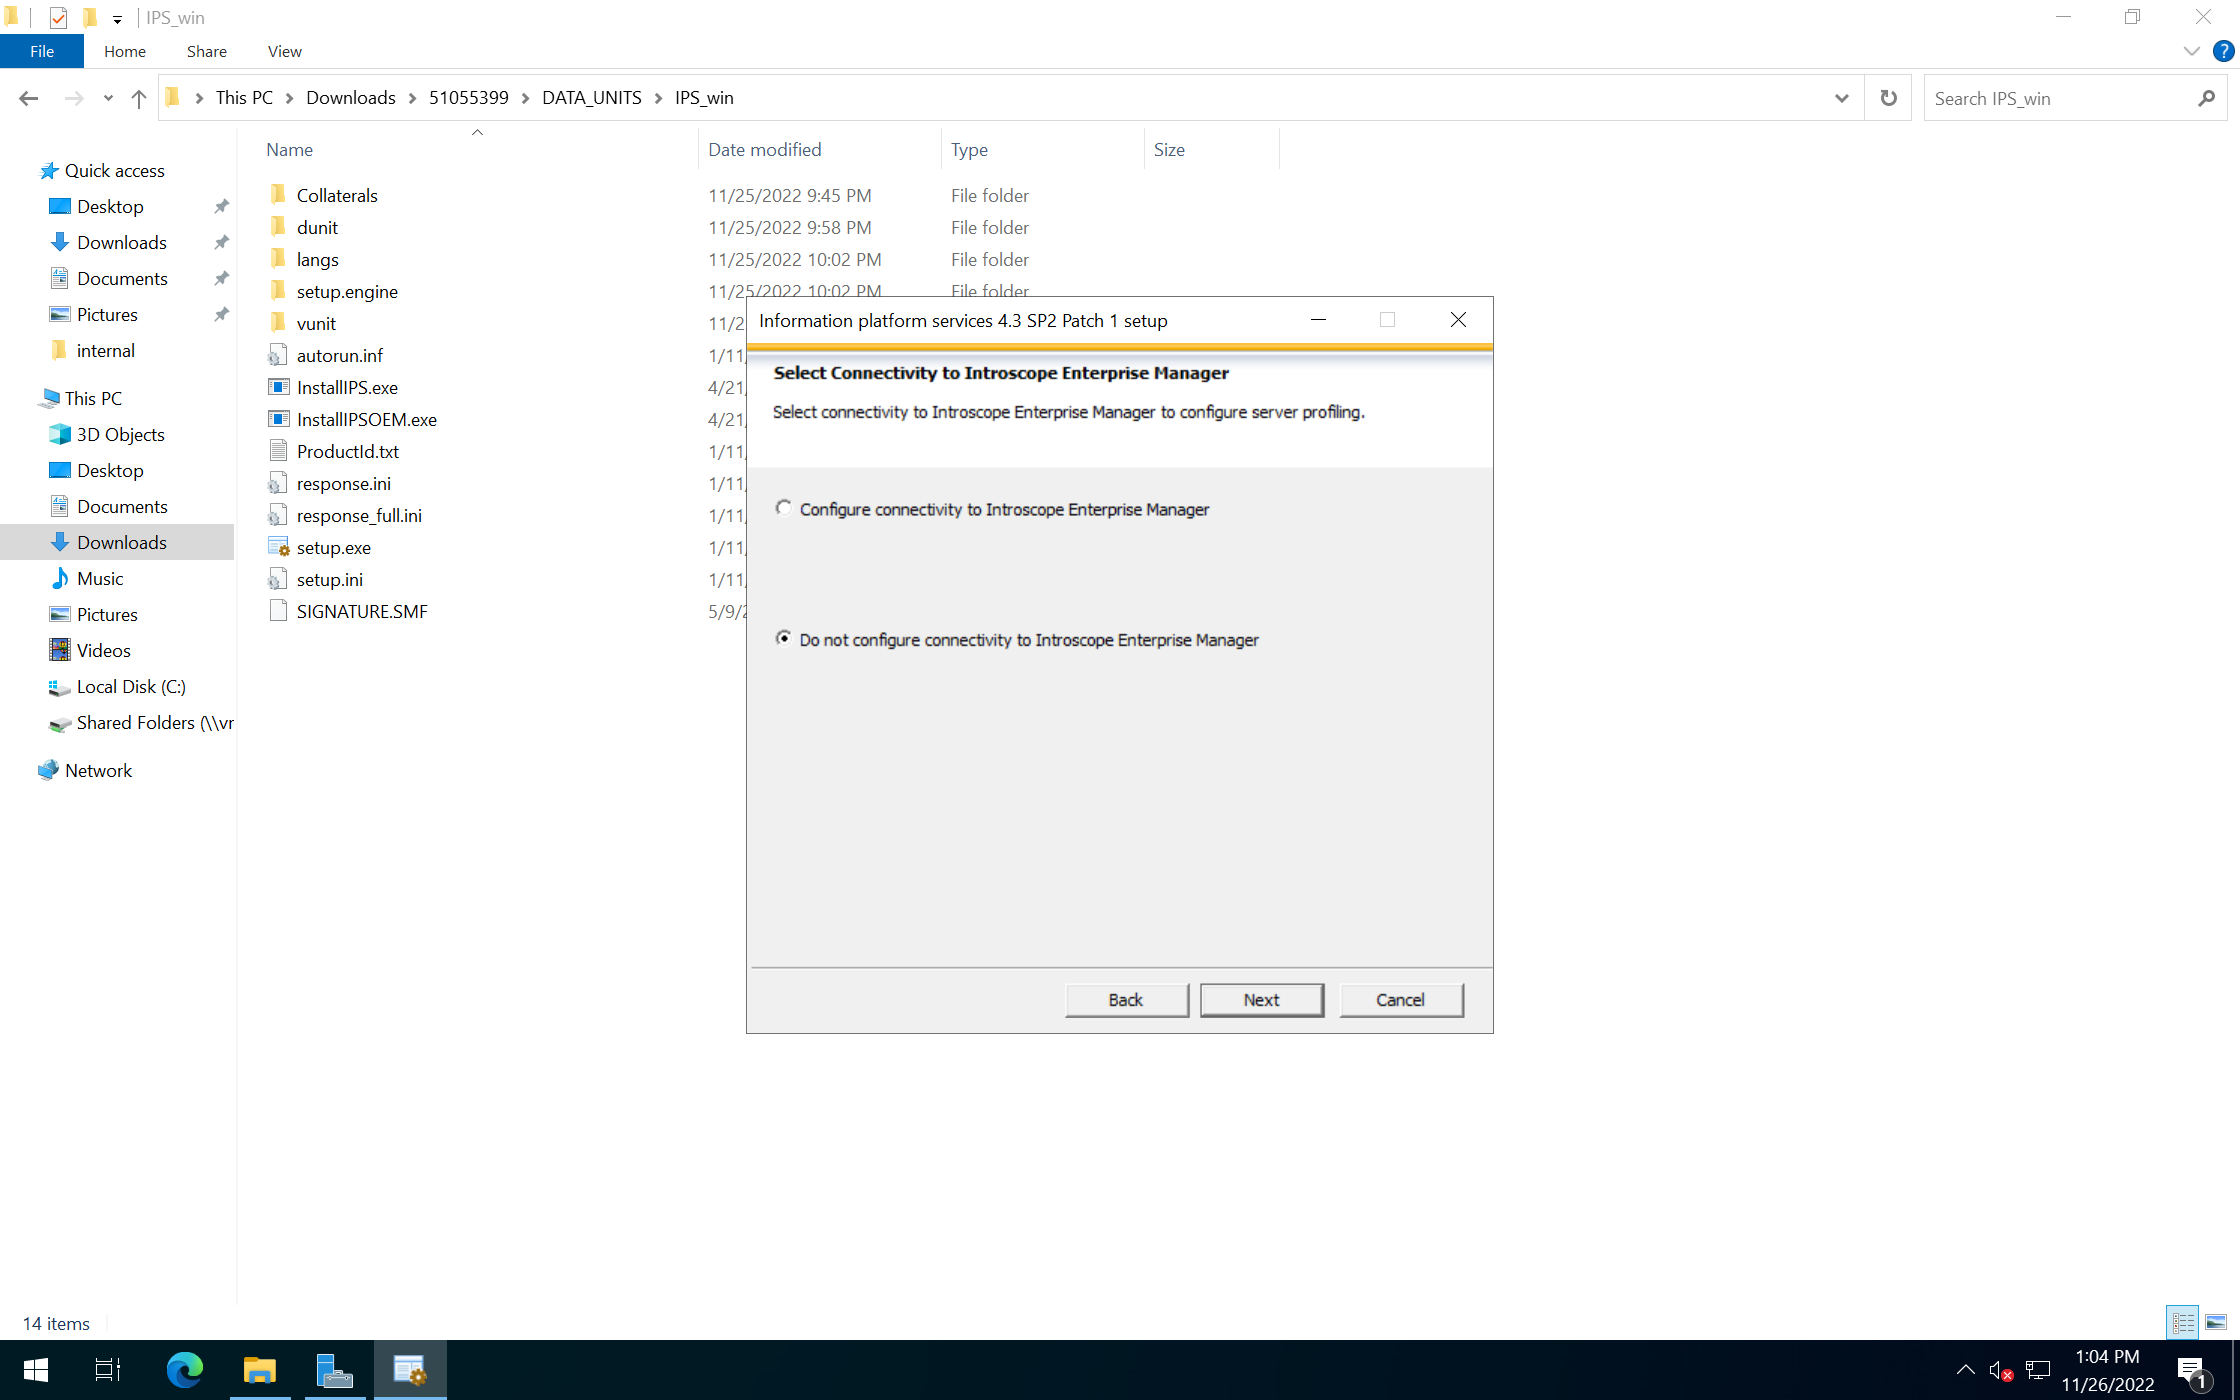 IPS_win
File Home Share View
This PC Downloads 51055399 DATA_UNITS IPS_win
Search IPS_win
Name Date modified Type Size
Quick access
Desktop
Downloads
Documents
Pictures
internal
This PC
3D Objects
Desktop
Documents
Downloads
Music
Pictures
Videos
Local Disk (C:)
Shared Folders (\\vr
Network
Collaterals 11/25/2022 9:45 PM File folder
dunit 11/25/2022 9:58 PM File folder
langs 11/25/2022 10:02 PM File folder
setup.engine 11/25/2022 10:02 PM File folder
vunit 11/2
autorun.inf 1/11/
InstallIPS.exe 4/21/
InstallIPSOEM.exe 4/21/
ProductId.txt 1/11/
response.ini 1/11/
response_full.ini 1/11/
setup.exe 1/11/
setup.ini 1/11/
SIGNATURE.SMF 5/9/2
Information platform services 4.3 SP2 Patch 1 setup
Select Connectivity to Introscope Enterprise Manager
Select connectivity to Introscope Enterprise Manager to configure server profiling.
Configure connectivity to Introscope Enterprise Manager
Do not configure connectivity to Introscope Enterprise Manager
Back Next Cancel
14 items
1:04 PM
11/26/2022
1